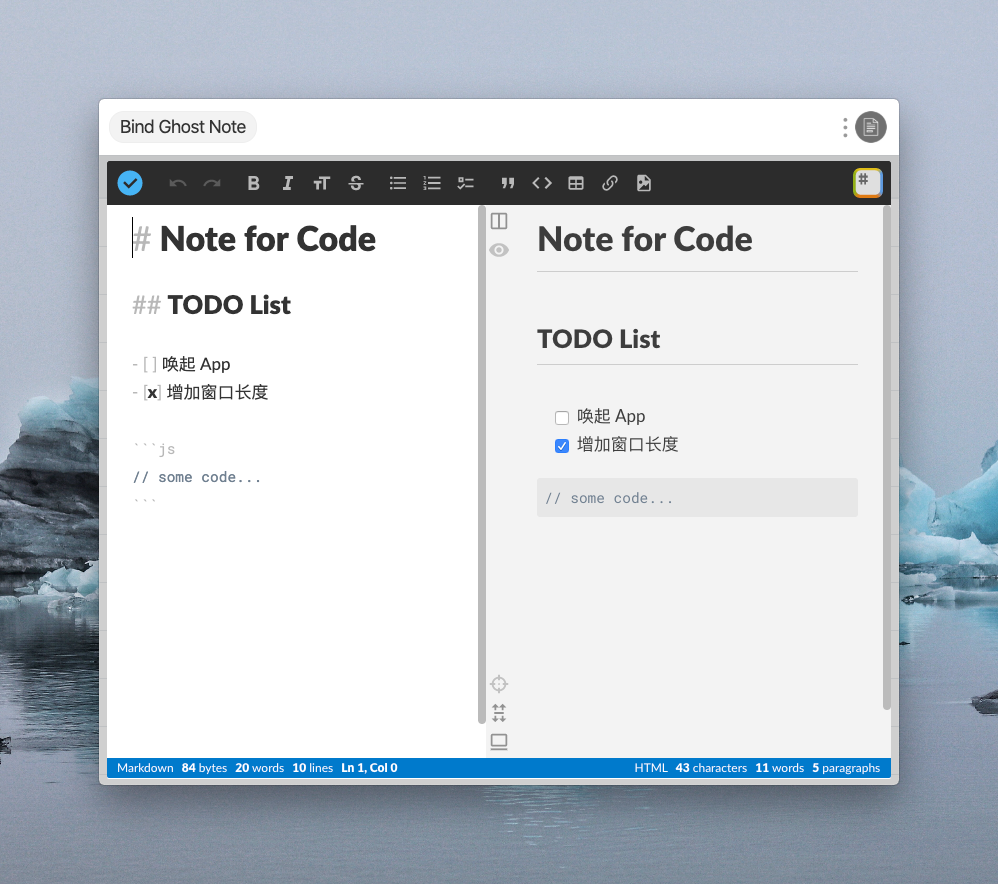 Bind Ghost Note
#
# Note for Code
## TODO List
- [ ] 唤起 App
- [x] 增加窗口长度
```js
// some code...
```
Note for Code
TODO List
唤起 App
增加窗口长度
// some code...
Markdown 84 bytes 20 words 10 lines Ln 1, Col 0
HTML 43 characters 11 words 5 paragraphs